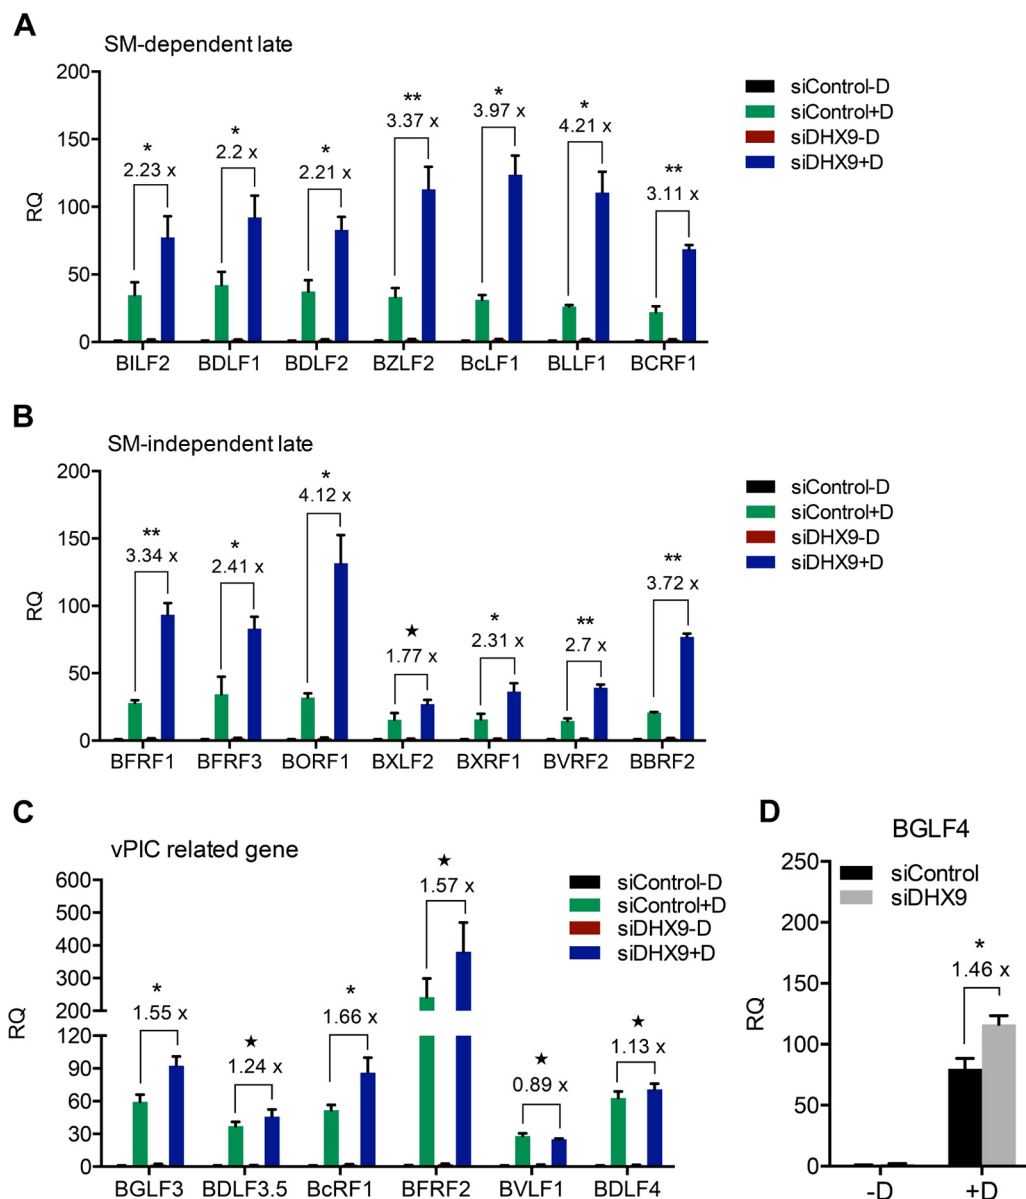 A
SM-dependent late
RQ
200
150
100
50
0
* * * ** * * **
2.23 x 2.2 x 2.21 x 3.37 x 3.97 x 4.21 x 3.11 x
BILF2 BDLF1 BDLF2 BZLF2 BcLF1 BLLF1 BCRF1
siControl-D
siControl+D
siDHX9-D
siDHX9+D
B
SM-independent late
RQ
200
150
100
50
0
** * * ★ * ** **
3.34 x 2.41 x 4.12 x 1.77 x 2.31 x 2.7 x 3.72 x
BFRF1 BFRF3 BORF1 BXLF2 BXRF1 BVRF2 BBRF2
siControl-D
siControl+D
siDHX9-D
siDHX9+D
C
vPIC related gene
RQ
600
500
400
300
200
120
90
60
30
0
* ★ * ★ ★ ★
1.55 x 1.24 x 1.66 x 1.57 x 0.89 x 1.13 x
BGLF3 BDLF3.5 BcRF1 BFRF2 BVLF1 BDLF4
siControl-D
siControl+D
siDHX9-D
siDHX9+D
D
BGLF4
RQ
250
200
150
100
50
0
siControl
siDHX9
*
1.46 x
-D +D